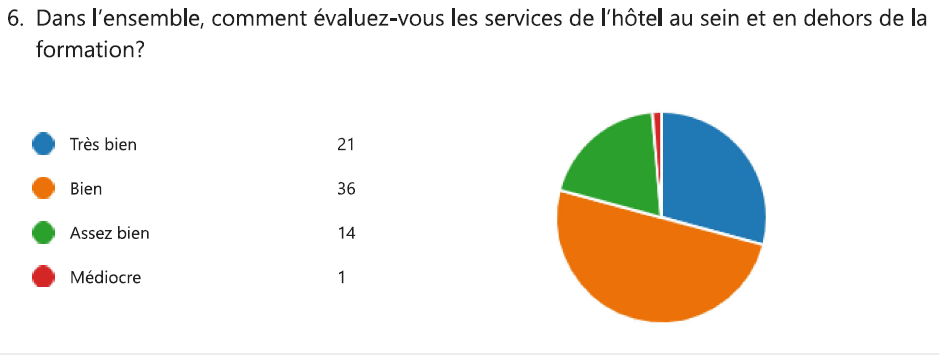 6. Dans l’ensemble, comment évaluez-vous les services de l’hôtel au sein et en dehors de la
formation?
Très bien 21
Bien 36
Assez bien 14
Médiocre 1